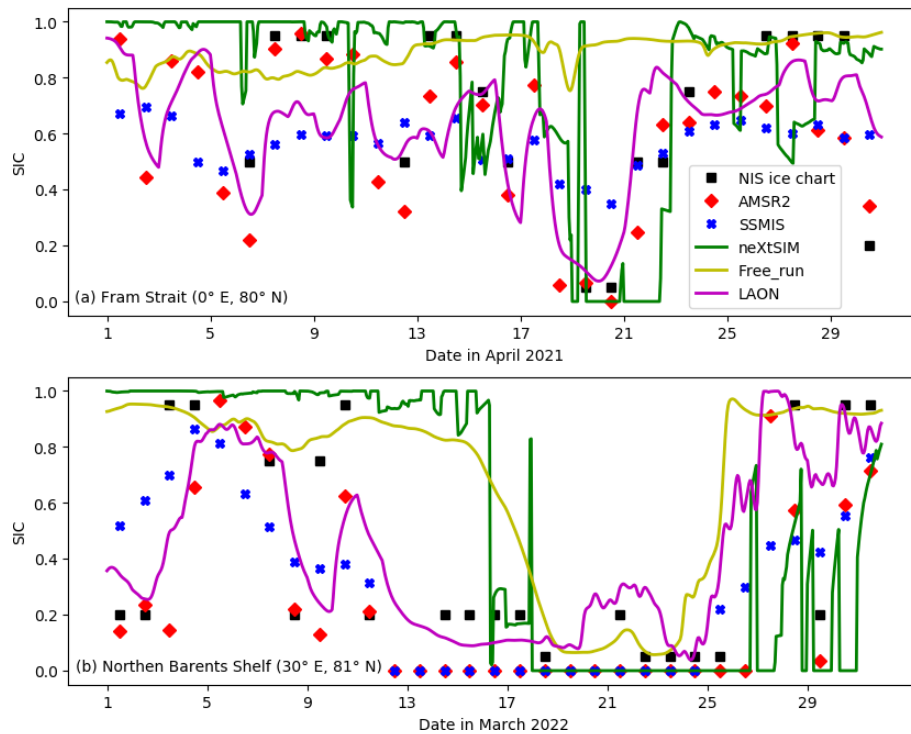 1.0
0.8
0.6
0.4
0.2
0.0
SIC
NIS ice chart
AMSR2
SSMIS
neXtSIM
Free_run
LAON
(a) Fram Strait (0° E, 80° N)
1 5 9 13 17 21 25 29
Date in April 2021
1.0
0.8
0.6
0.4
0.2
0.0
SIC
(b) Northen Barents Shelf (30° E, 81° N)
1 5 9 13 17 21 25 29
Date in March 2022